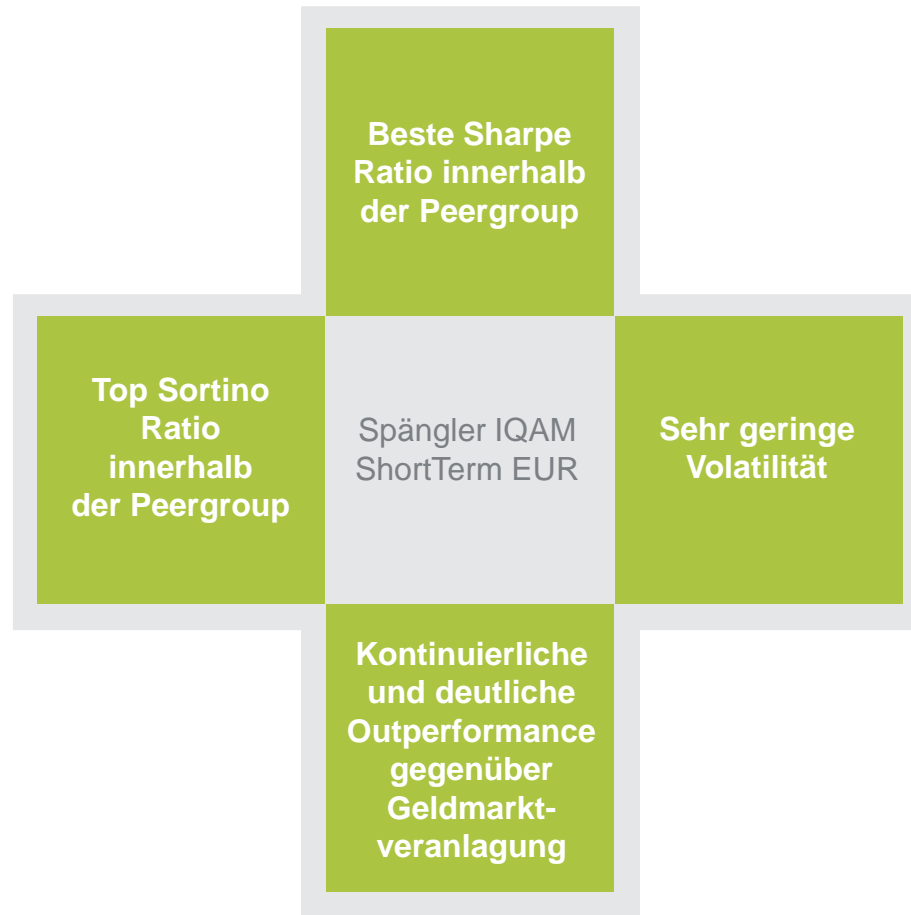 Beste Sharpe
Ratio innerhalb
der Peergroup
Top Sortino
Ratio
innerhalb
der Peergroup
Spängler IQAM
ShortTerm EUR
Sehr geringe
Volatilität
Kontinuierliche
und deutliche
Outperformance
gegenüber
Geldmarkt-
veranlagung